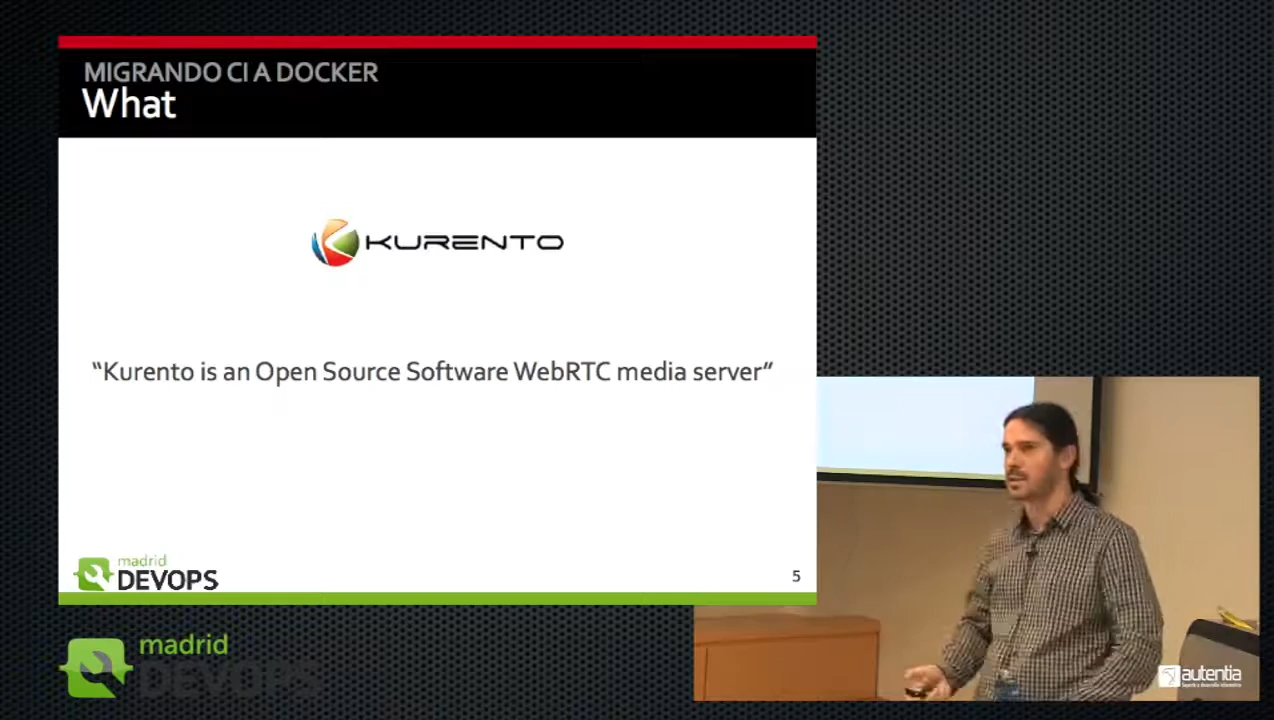 MIGRANDO CI A DOCKER
What
KURENTO
“Kurento is an Open Source Software WebRTC media server”
madrid
DEVOPS
5
madrid
DEVOPS
autentia